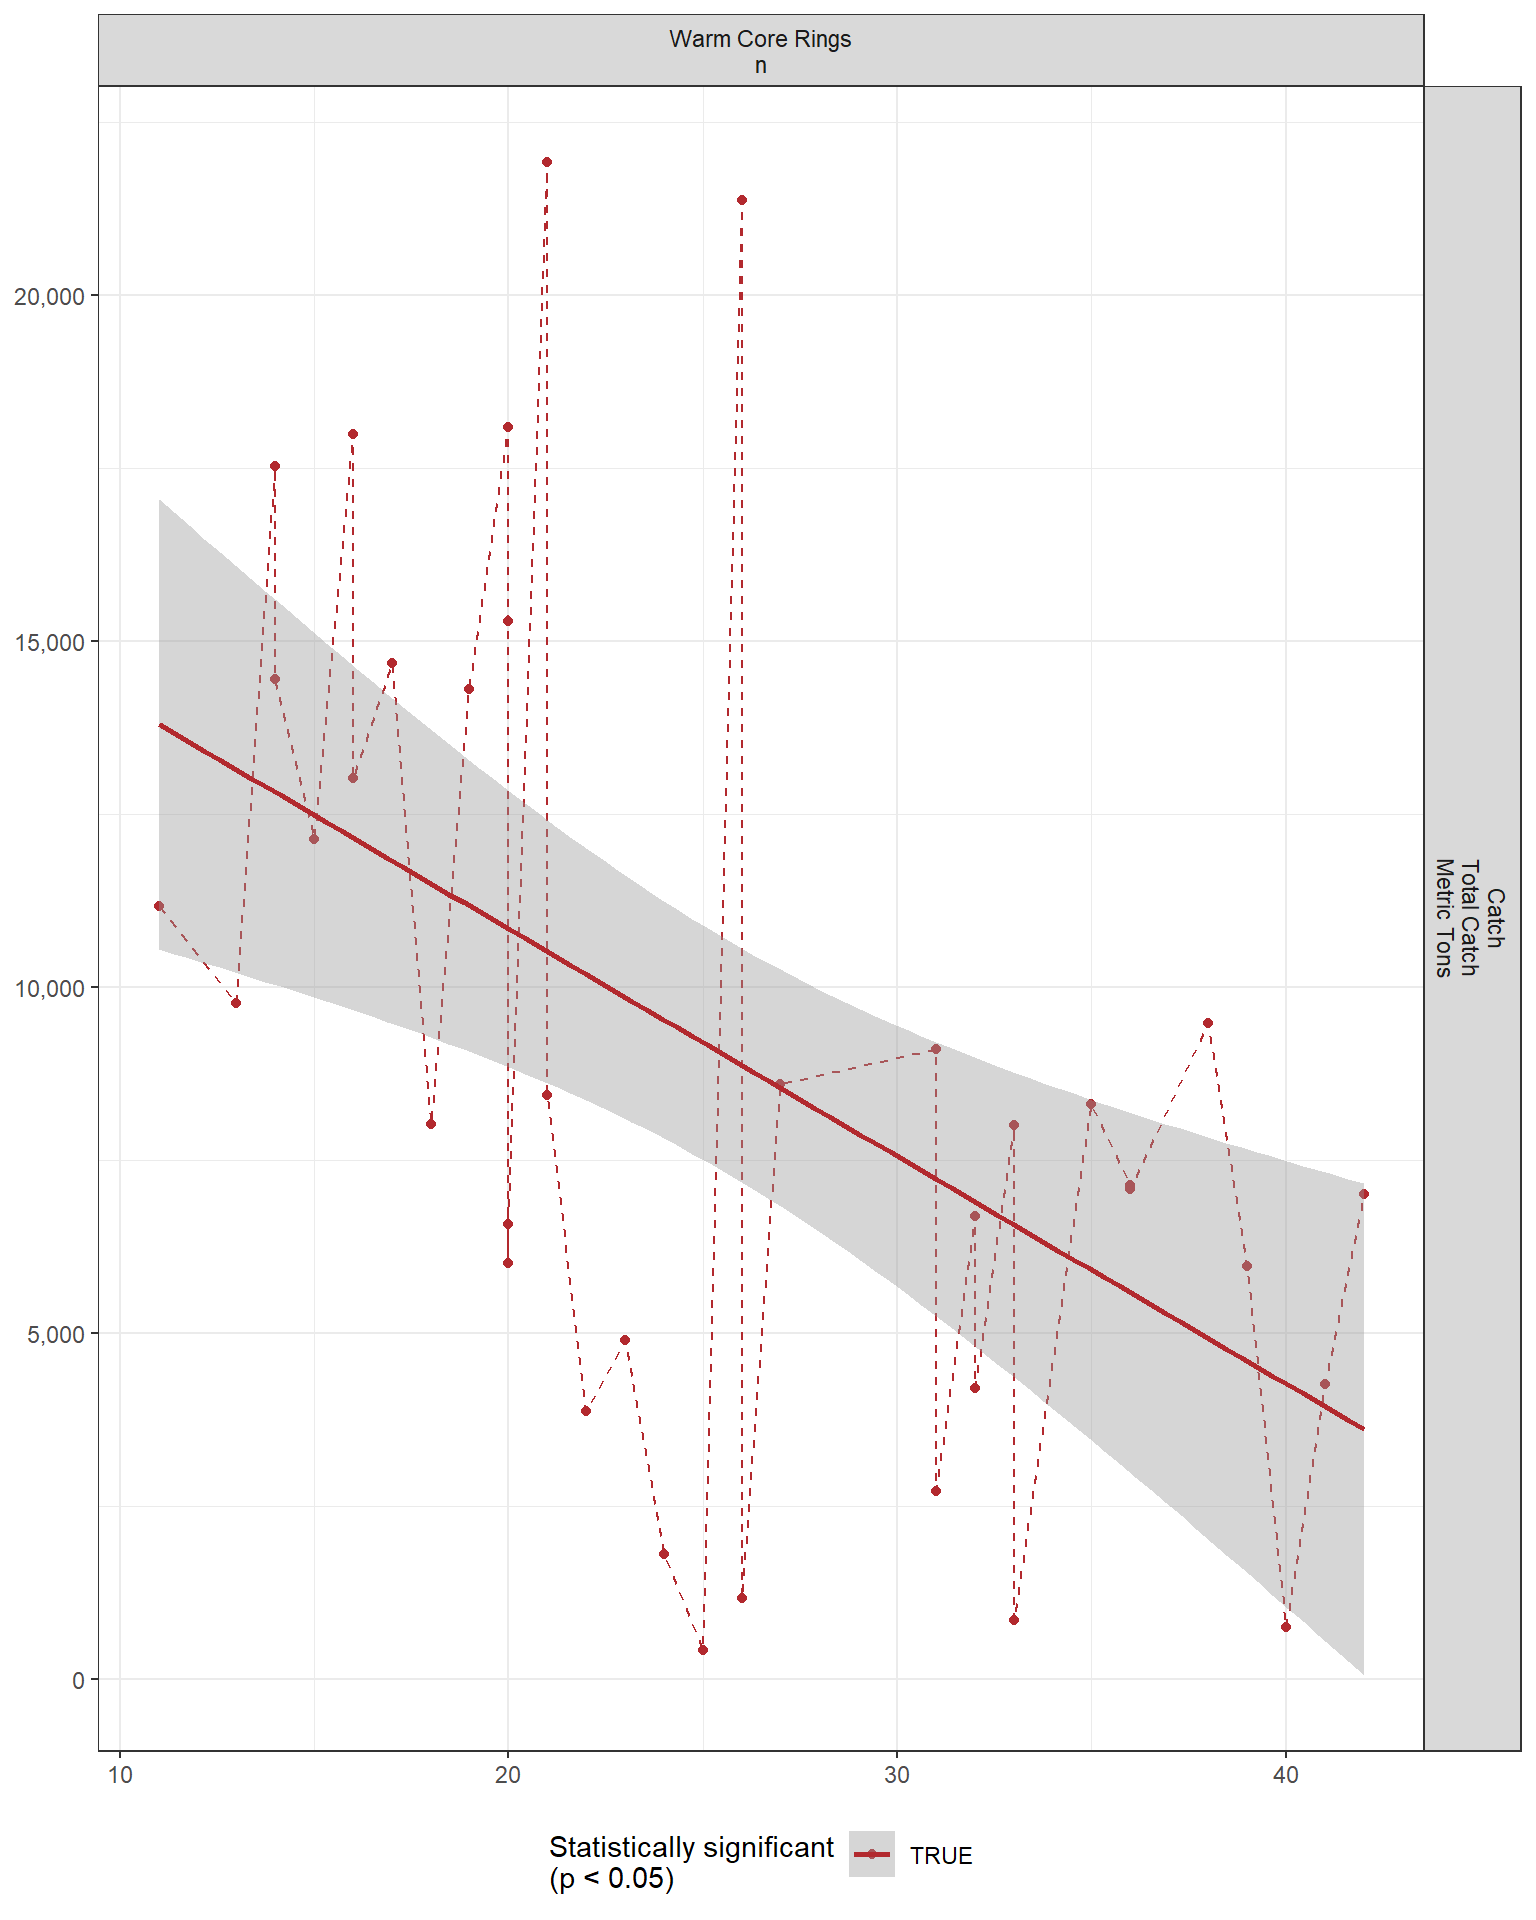 Warm Core Rings
n
20,000
15,000
10,000
5,000
0
Catch
Total Catch
Metric Tons
10
20
30
40
Statistically significant
(p < 0.05)
TRUE